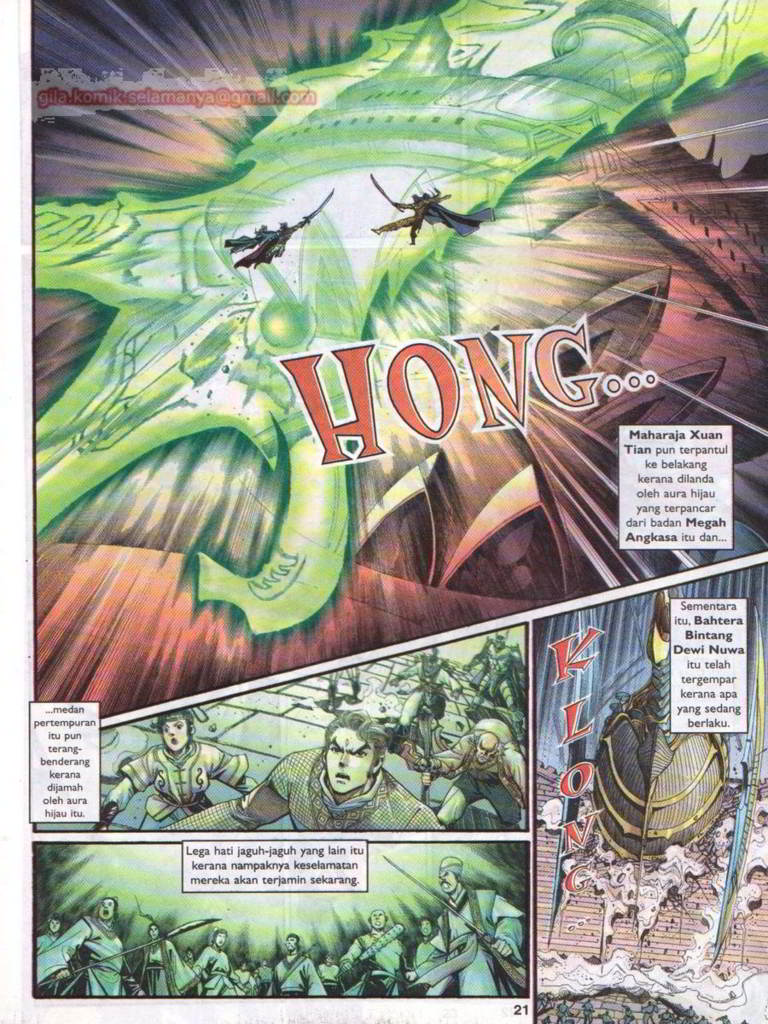 gila.komik.selamanya@gmail.com
HONG...
Maharaja Xuan
Tian pun terpantul
ke belakang
kerana dilanda
oleh aura hijau
yang terpancar
dari badan Megah
Angkasa itu dan...
...medan
pertempuran
itu pun
terang-
benderang
kerana
dijamah
oleh aura
hijau itu.
Sementara
itu, Bahtera
Bintang
Dewi Nuwa
itu telah
tergempar
kerana apa
yang sedang
berlaku.
KLONG
Lega hati jaguh-jaguh yang lain itu
kerana nampaknya keselamatan
mereka akan terjamin sekarang.
21